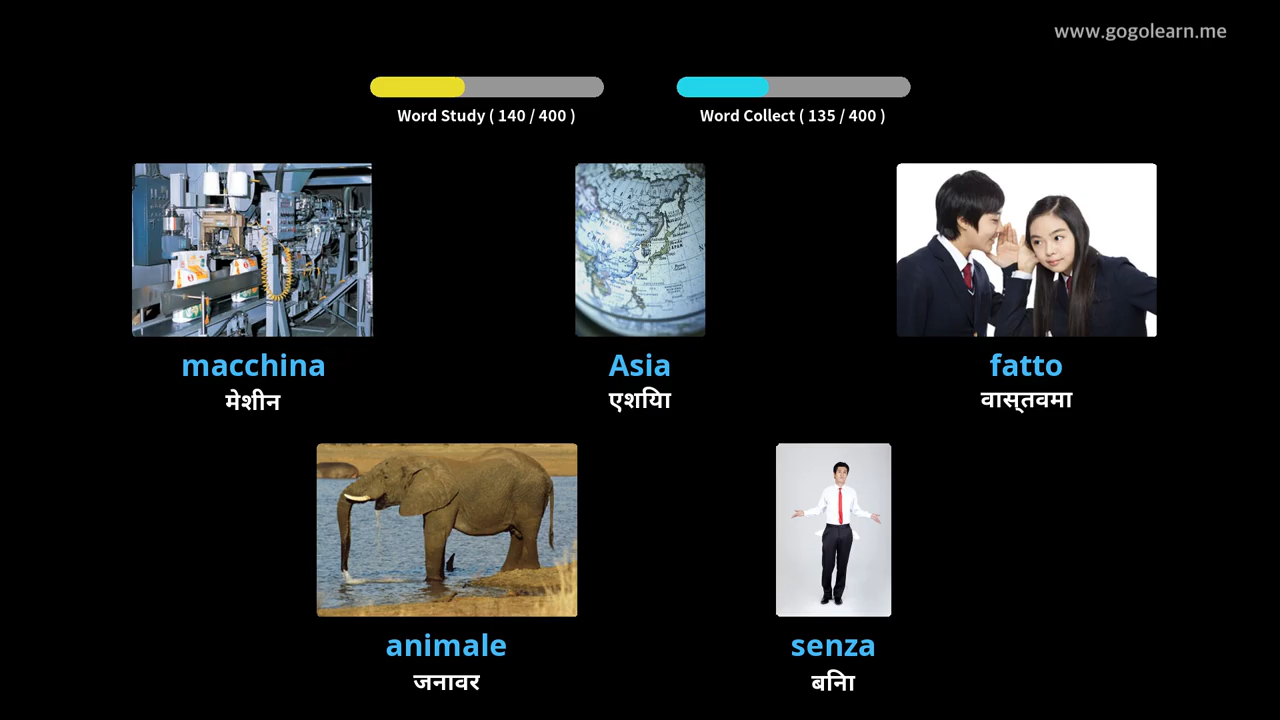 www.gogolearn.me
Word Study ( 140 / 400 )
Word Collect ( 135 / 400 )
macchina
मेशीन
Asia
एशिया
fatto
वास्तवमा
animale
जनावर
senza
बिना